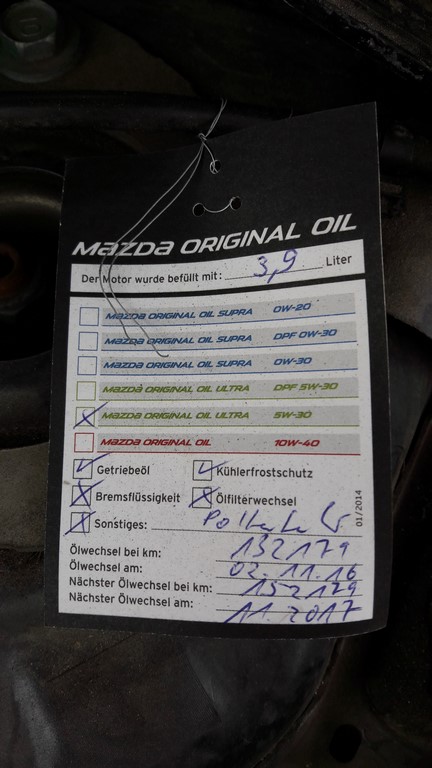 mazda ORIGINAL OIL
Der Motor wurde befüllt mit: 3,9 Liter
MAZDA ORIGINAL OIL SUPRA 0W-20
MAZDA ORIGINAL OIL SUPRA DPF 0W-30
MAZDA ORIGINAL OIL SUPRA 0W-30
MAZDA ORIGINAL OIL ULTRA DPF 5W-30
MAZDA ORIGINAL OIL ULTRA 5W-30
MAZDA ORIGINAL OIL 10W-40
Getriebeöl Kühlerfrostschutz
Bremsflüssigkeit Ölfilterwechsel
Sonstiges:
01/2014
Ölwechsel bei km: 132179
Ölwechsel am: 02.11.16
Nächster Ölwechsel bei km: 152179
Nächster Ölwechsel am: 11.2017